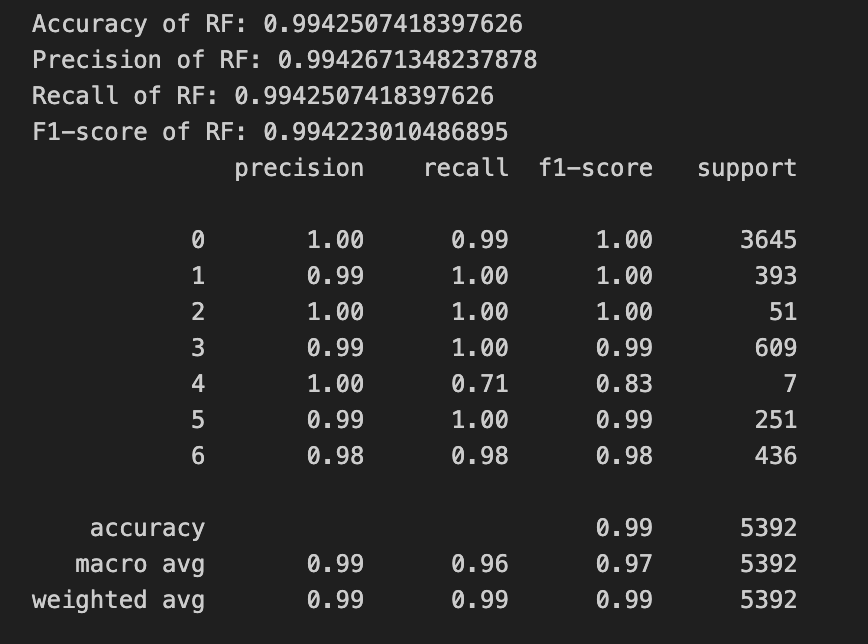 Accuracy of RF: 0.9942507418397626
Precision of RF: 0.9942671348237878
Recall of RF: 0.9942507418397626
F1-score of RF: 0.994223010486895
precision recall f1-score support
0 1.00 0.99 1.00 3645
1 0.99 1.00 1.00 393
2 1.00 1.00 1.00 51
3 0.99 1.00 0.99 609
4 1.00 0.71 0.83 7
5 0.99 1.00 0.99 251
6 0.98 0.98 0.98 436
accuracy 0.99 5392
macro avg 0.99 0.96 0.97 5392
weighted avg 0.99 0.99 0.99 5392